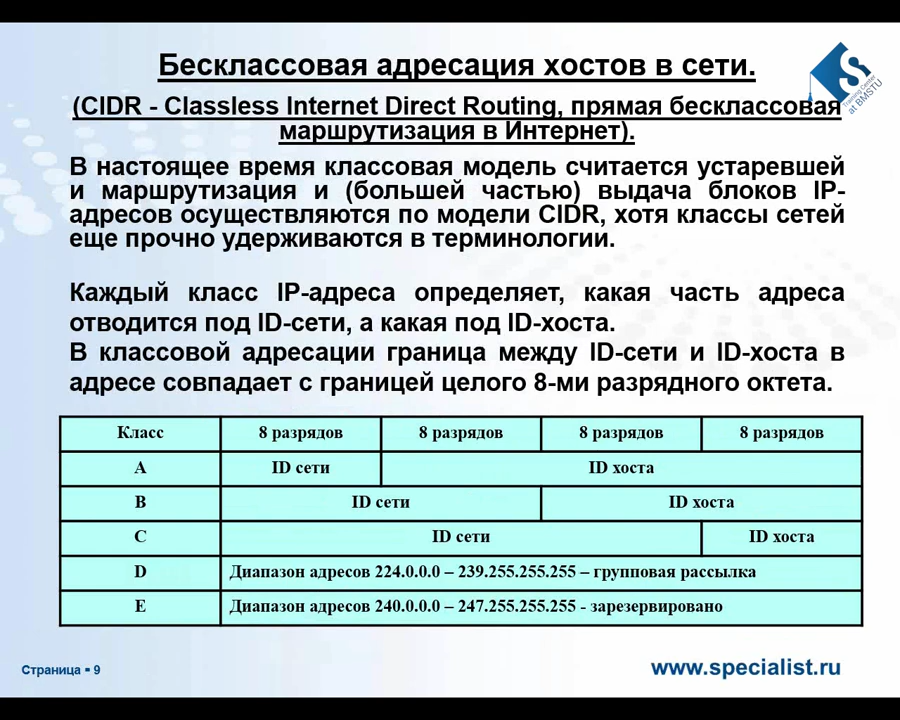 Бесклассовая адресация хостов в сети.
(CIDR - Classless Internet Direct Routing, прямая бесклассовая
маршрутизация в Интернет).
В настоящее время классовая модель считается устаревшей
и маршрутизация и (большей частью) выдача блоков IP-
адресов осуществляются по модели CIDR, хотя классы сетей
еще прочно удерживаются в терминологии.
Каждый класс IP-адреса определяет, какая часть адреса
отводится под ID-сети, а какая под ID-хоста.
В классовой адресации граница между ID-сети и ID-хоста в
адресе совпадает с границей целого 8-ми разрядного октета.
Класс 8 разрядов 8 разрядов 8 разрядов 8 разрядов
A ID сети ID хоста
B ID сети ID хоста
C ID сети ID хоста
D Диапазон адресов 224.0.0.0 – 239.255.255.255 – групповая рассылка
E Диапазон адресов 240.0.0.0 – 247.255.255.255 - зарезервировано
Страница ▪ 9
www.specialist.ru
S
Training Center
at BMSTU